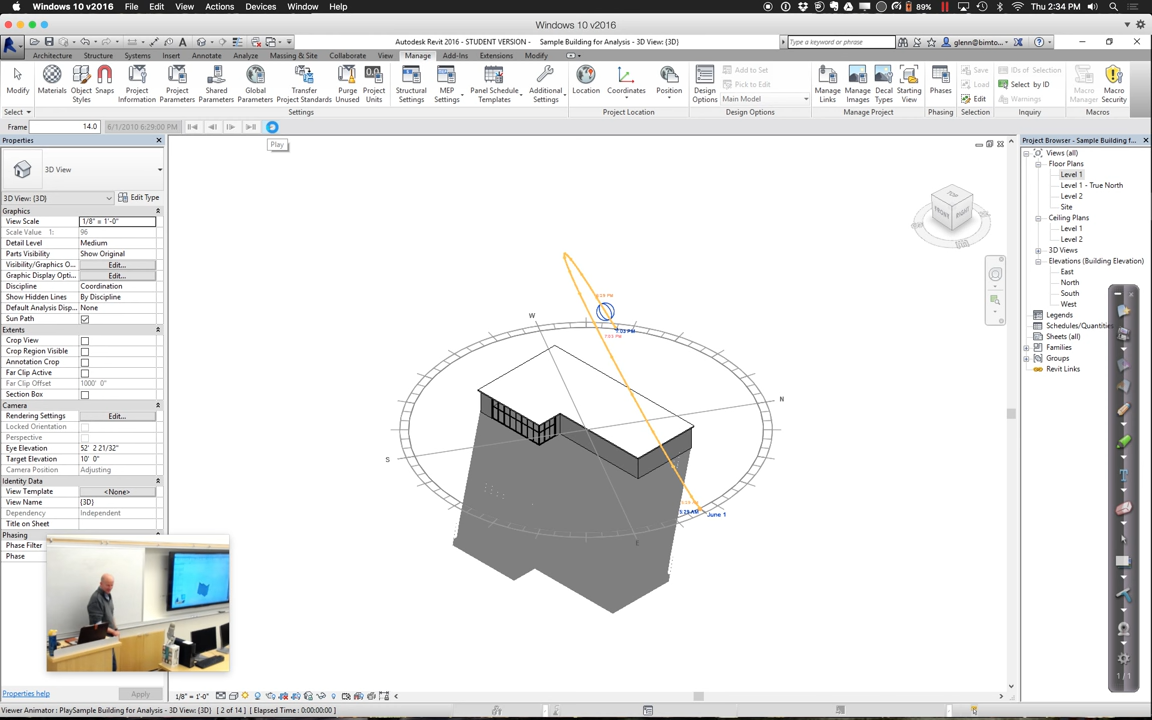 Windows 10 v2016 File Edit View Actions Devices Window Help
89% Thu 2:34 PM
Windows 10 v2016
Autodesk Revit 2016 - STUDENT VERSION - Sample Building for Analysis - 3D View: {3D}
Type a keyword or phrase
glenn@bimto...
Architecture Structure Systems Insert Annotate Analyze Massing & Site Collaborate View Manage Add-Ins Extensions Modify
Modify
Materials
Object Styles
Snaps
Project Information
Project Parameters
Shared Parameters
Global Parameters
Transfer Project Standards
Purge Unused
Project Units
Structural Settings
MEP Settings
Panel Schedule Templates
Additional Settings
Location
Coordinates
Position
Design Options
Add to Set
Pick to Edit
Main Model
Manage Links
Manage Images
Decal Types
Starting View
Phases
Save
Load
Edit
IDs of Selection
Select by ID
Warnings
Macro Manager
Macro Security
Select
Settings
Project Location
Design Options
Manage Project
Phasing
Selection
Inquiry
Macros
Frame 14.0 6/1/2010 6:29:00 PM
Play
Properties
3D View
3D View: {3D} Edit Type
Graphics
View Scale 1/8" = 1'-0"
Scale Value 1: 96
Detail Level Medium
Parts Visibility Show Original
Visibility/Graphics O... Edit...
Graphic Display Opti... Edit...
Discipline Coordination
Show Hidden Lines By Discipline
Default Analysis Disp... None
Sun Path
Extents
Crop View
Crop Region Visible
Annotation Crop
Far Clip Active
Far Clip Offset 1000' 0"
Section Box
Camera
Rendering Settings Edit...
Locked Orientation
Perspective
Eye Elevation 52' 2 21/32"
Target Elevation 10' 0"
Camera Position Adjusting
Identity Data
View Template <None>
View Name {3D}
Dependency Independent
Title on Sheet
Phasing
Phase Filter
Phase
Properties help Apply
TOP
FRONT
RIGHT
W
N
S
E
6:29 PM
7:03 PM
June 1
Project Browser - Sample Building for...
Views (all)
Floor Plans
Level 1
Level 1 - True North
Level 2
Site
Ceiling Plans
Level 1
Level 2
3D Views
Elevations (Building Elevation)
East
North
South
West
Legends
Schedules/Quantities
Sheets (all)
Families
Groups
Revit Links
1 / 1
1/8" = 1'-0"
Viewer Animator : PlaySample Building for Analysis - 3D View: {3D} [ 2 of 14 ] [ Elapsed Time : 0:00:00:00 ]